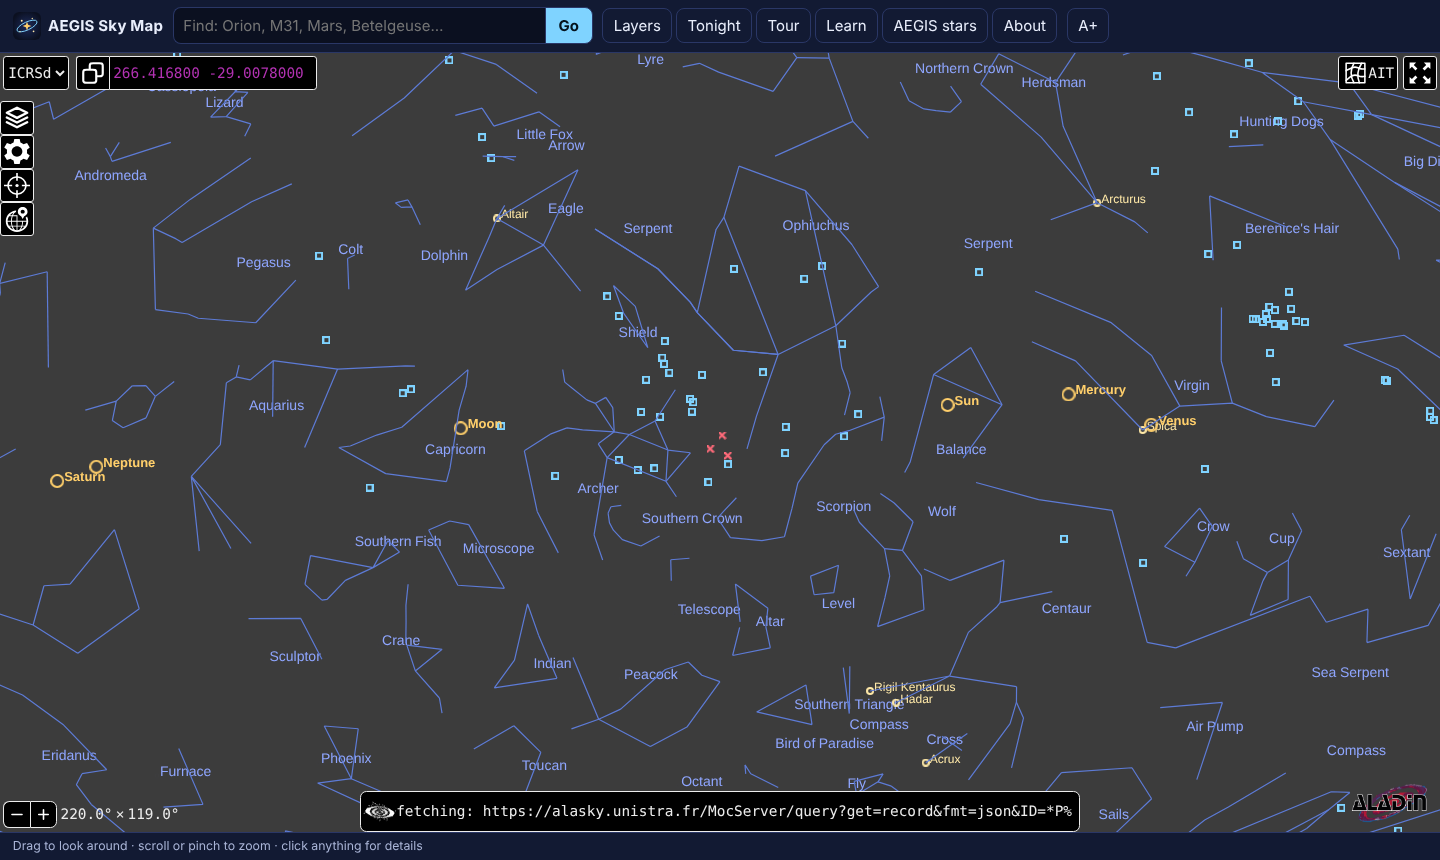 AEGIS Sky Map
Find: Orion, M31, Mars, Betelgeuse...
Go
Layers
Tonight
Tour
Learn
AEGIS stars
About
A+
ICRSd
266.416800 -29.0078000
AIT
Lyre
Northern Crown
Herdsman
Lizard
Hunting Dogs
Little Fox
Arrow
Big Di
Andromeda
Arcturus
Altair
Eagle
Serpent
Ophiuchus
Serpent
Berenice's Hair
Pegasus
Colt
Dolphin
Shield
Aquarius
Sun
Mercury
Virgin
Moon
Venus
Spica
Capricorn
Balance
Neptune
Saturn
Archer
Scorpion
Wolf
Southern Crown
Crow
Cup
Sextant
Southern Fish
Microscope
Telescope
Level
Altar
Centaur
Crane
Sculptor
Indian
Peacock
Sea Serpent
Rigil Kentaurus
Hadar
Southern Triangle
Compass
Air Pump
Bird of Paradise
Cross
Acrux
Compass
Eridanus
Furnace
Phoenix
Toucan
Octant
Fly
Sails
220.0° × 119.0°
fetching: https://alasky.unistra.fr/MocServer/query?get=record&fmt=json&ID=*P%
ALADIN
Drag to look around · scroll or pinch to zoom · click anything for details